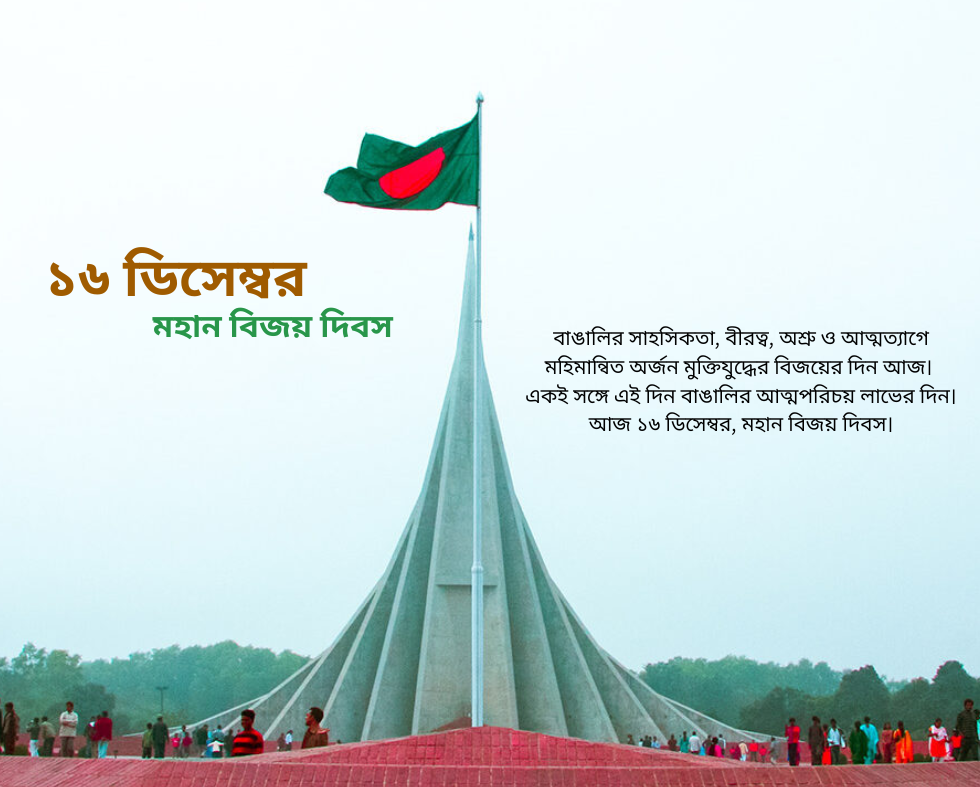 ১৬ ডিসেম্বর
মহান বিজয় দিবস
বাঙালির সাহসিকতা, বীরত্ব, অশ্রু ও আত্মত্যাগে
মহিমান্বিত অর্জন মুক্তিযুদ্ধের বিজয়ের দিন আজ।
একই সঙ্গে এই দিন বাঙালির আত্মপরিচয় লাভের দিন।
আজ ১৬ ডিসেম্বর, মহান বিজয় দিবস।